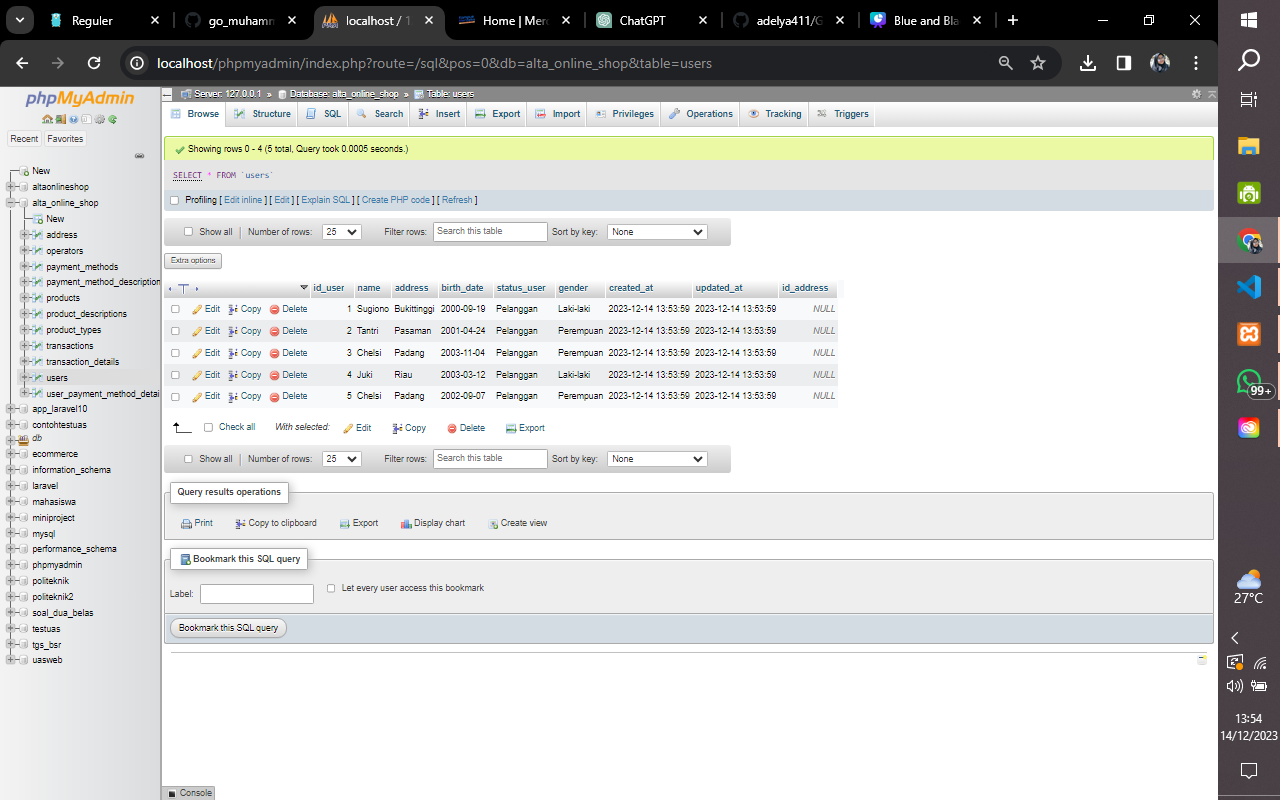 Reguler
go_muhamn
localhost / 1
Home | Merc
ChatGPT
adelya411/G
Blue and Bla
localhost/phpmyadmin/index.php?route=/sql&pos=0&db=alta_online_shop&table=users
phpMyAdmin
Recent Favorites
New
altaonlineshop
alta_online_shop
New
address
operators
payment_methods
payment_method_description
products
product_descriptions
product_types
transactions
transaction_details
users
user_payment_method_detai
app_laravel10
contohtestuas
db
ecommerce
information_schema
laravel
mahasiswa
miniproject
mysql
performance_schema
phpmyadmin
politeknik
politeknik2
soal_dua_belas
testuas
tgs_bsr
uasweb
Server: 127.0.0.1 » Database: alta_online_shop » Table: users
Browse Structure SQL Search Insert Export Import Privileges Operations Tracking Triggers
Showing rows 0 - 4 (5 total, Query took 0.0005 seconds.)
SELECT * FROM `users`
Profiling [ Edit inline ] [ Edit ] [ Explain SQL ] [ Create PHP code ] [ Refresh ]
Show all | Number of rows: 25 Filter rows: Search this table Sort by key: None
Extra options
id_user name address birth_date status_user gender created_at updated_at id_address
Edit Copy Delete 1 Sugiono Bukittinggi 2000-09-19 Pelanggan Laki-laki 2023-12-14 13:53:59 2023-12-14 13:53:59 NULL
Edit Copy Delete 2 Tantri Pasaman 2001-04-24 Pelanggan Perempuan 2023-12-14 13:53:59 2023-12-14 13:53:59 NULL
Edit Copy Delete 3 Chelsi Padang 2003-11-04 Pelanggan Perempuan 2023-12-14 13:53:59 2023-12-14 13:53:59 NULL
Edit Copy Delete 4 Juki Riau 2003-03-12 Pelanggan Laki-laki 2023-12-14 13:53:59 2023-12-14 13:53:59 NULL
Edit Copy Delete 5 Chelsi Padang 2002-09-07 Pelanggan Perempuan 2023-12-14 13:53:59 2023-12-14 13:53:59 NULL
Check all With selected: Edit Copy Delete Export
Show all | Number of rows: 25 Filter rows: Search this table Sort by key: None
Query results operations
Print Copy to clipboard Export Display chart Create view
Bookmark this SQL query
Label: Let every user access this bookmark
Bookmark this SQL query
Console
99+
27°C
13:54
14/12/2023